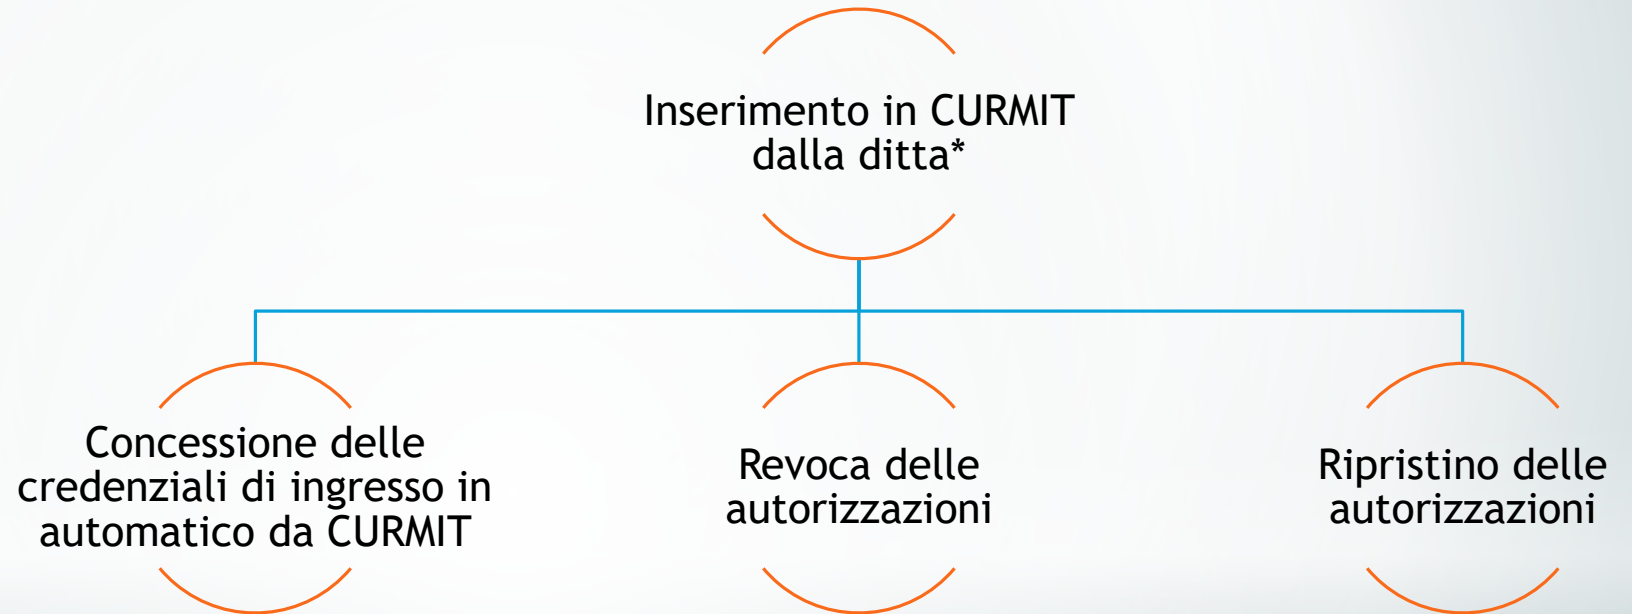 Inserimento in CURMIT
dalla ditta*
Concessione delle
credenziali di ingresso in
automatico da CURMIT
Revoca delle
autorizzazioni
Ripristino delle
autorizzazioni